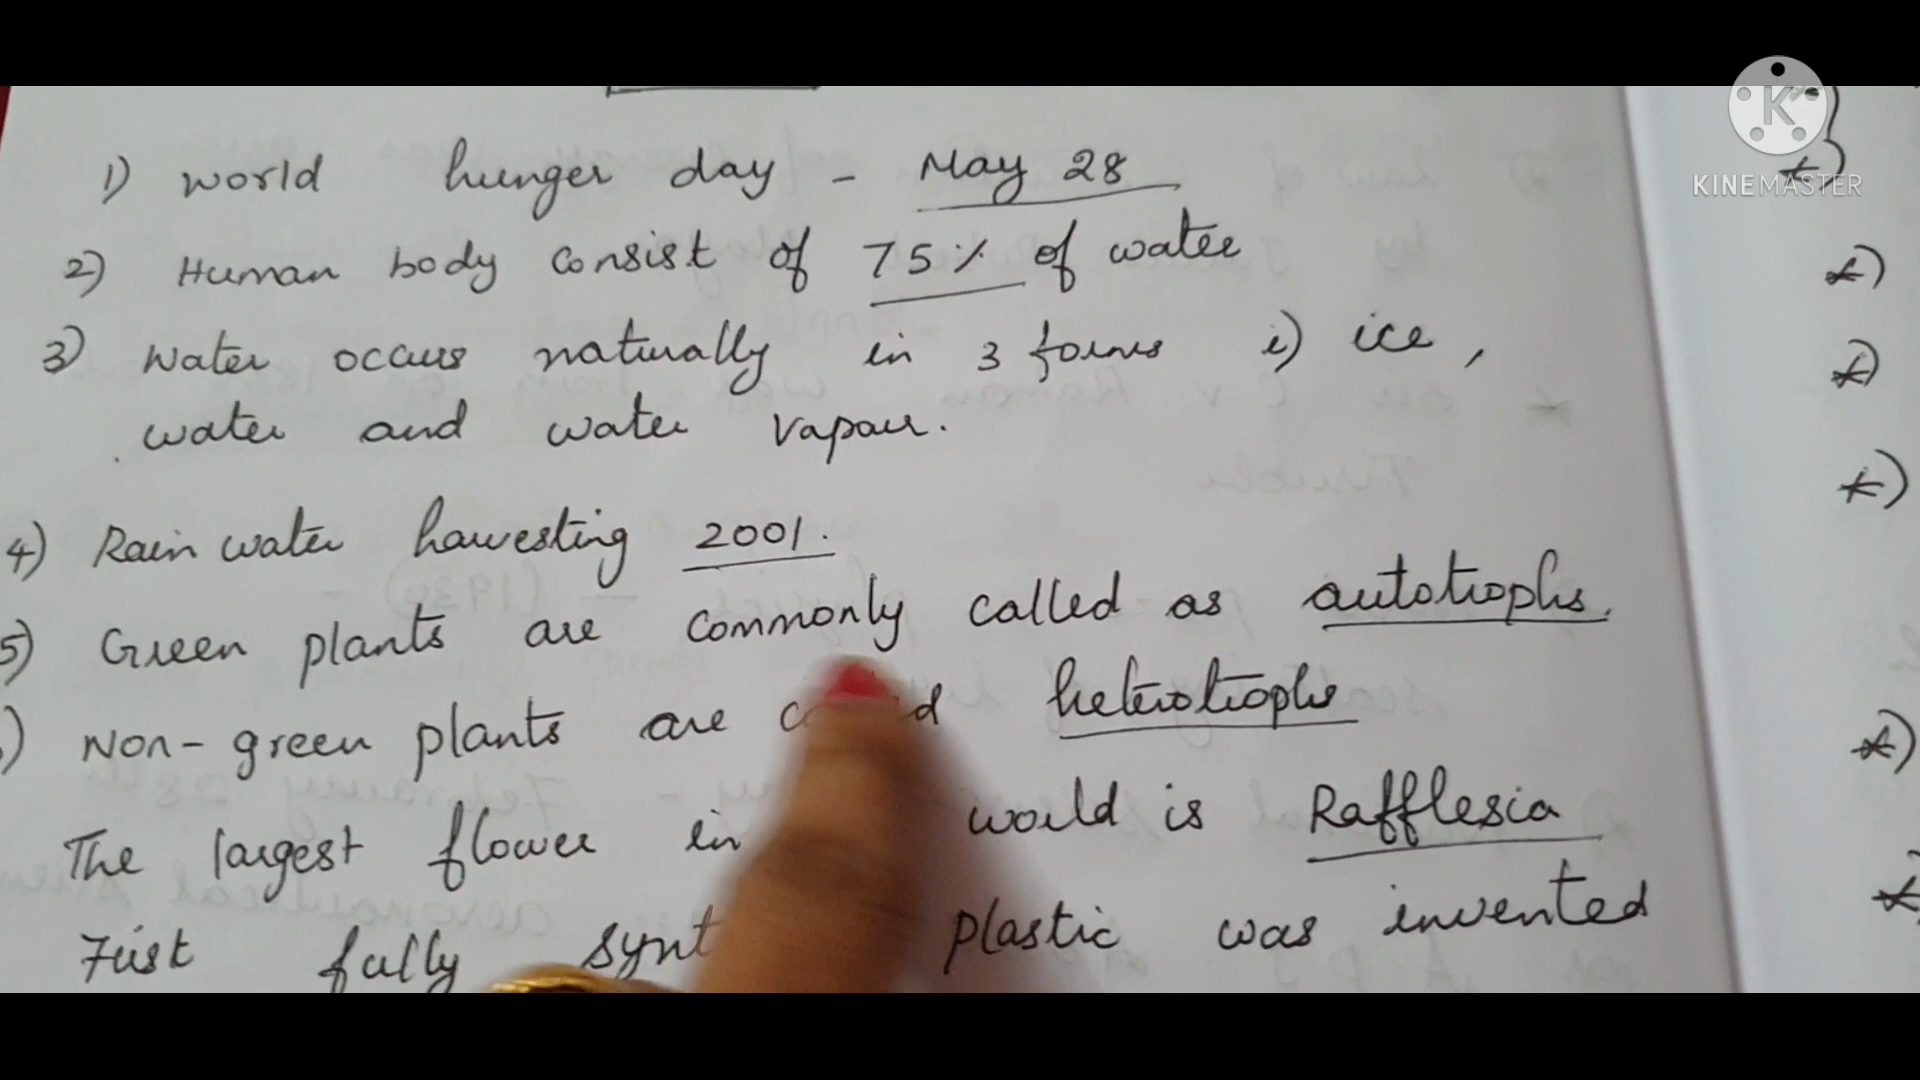 1) World hunger day - May 28
2) Human body consist of 75% of water
3) Water occurs naturally in 3 forms i) ice,
water and water vapour.
4) Rain water harvesting 2001.
5) Green plants are commonly called as autotrophs.
) Non-green plants are heterotrophs
The largest flower in world is Rafflesia
First fully plastic was invented
KINEMASTER